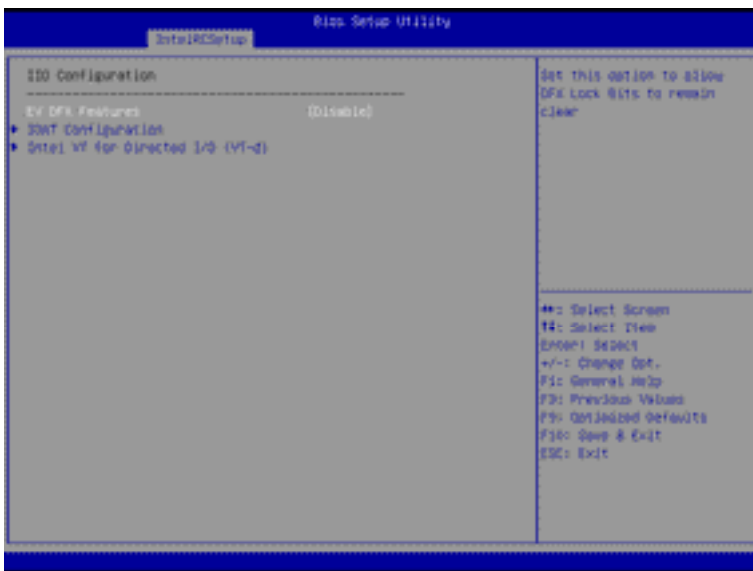 Bios Setup Utility
IntelRCSetup
IIO Configuration
EV DFX Features [Disable]
IOAT Configuration
Intel VT for Directed I/O (VT-d)
Set this option to allow
DFX Lock Bits to remain
clear
: Select Screen
: Select Item
Enter: Select
+/-: Change Opt.
F1: General Help
F3: Previous Values
F9: Optimized Defaults
F10: Save & Exit
ESC: Exit